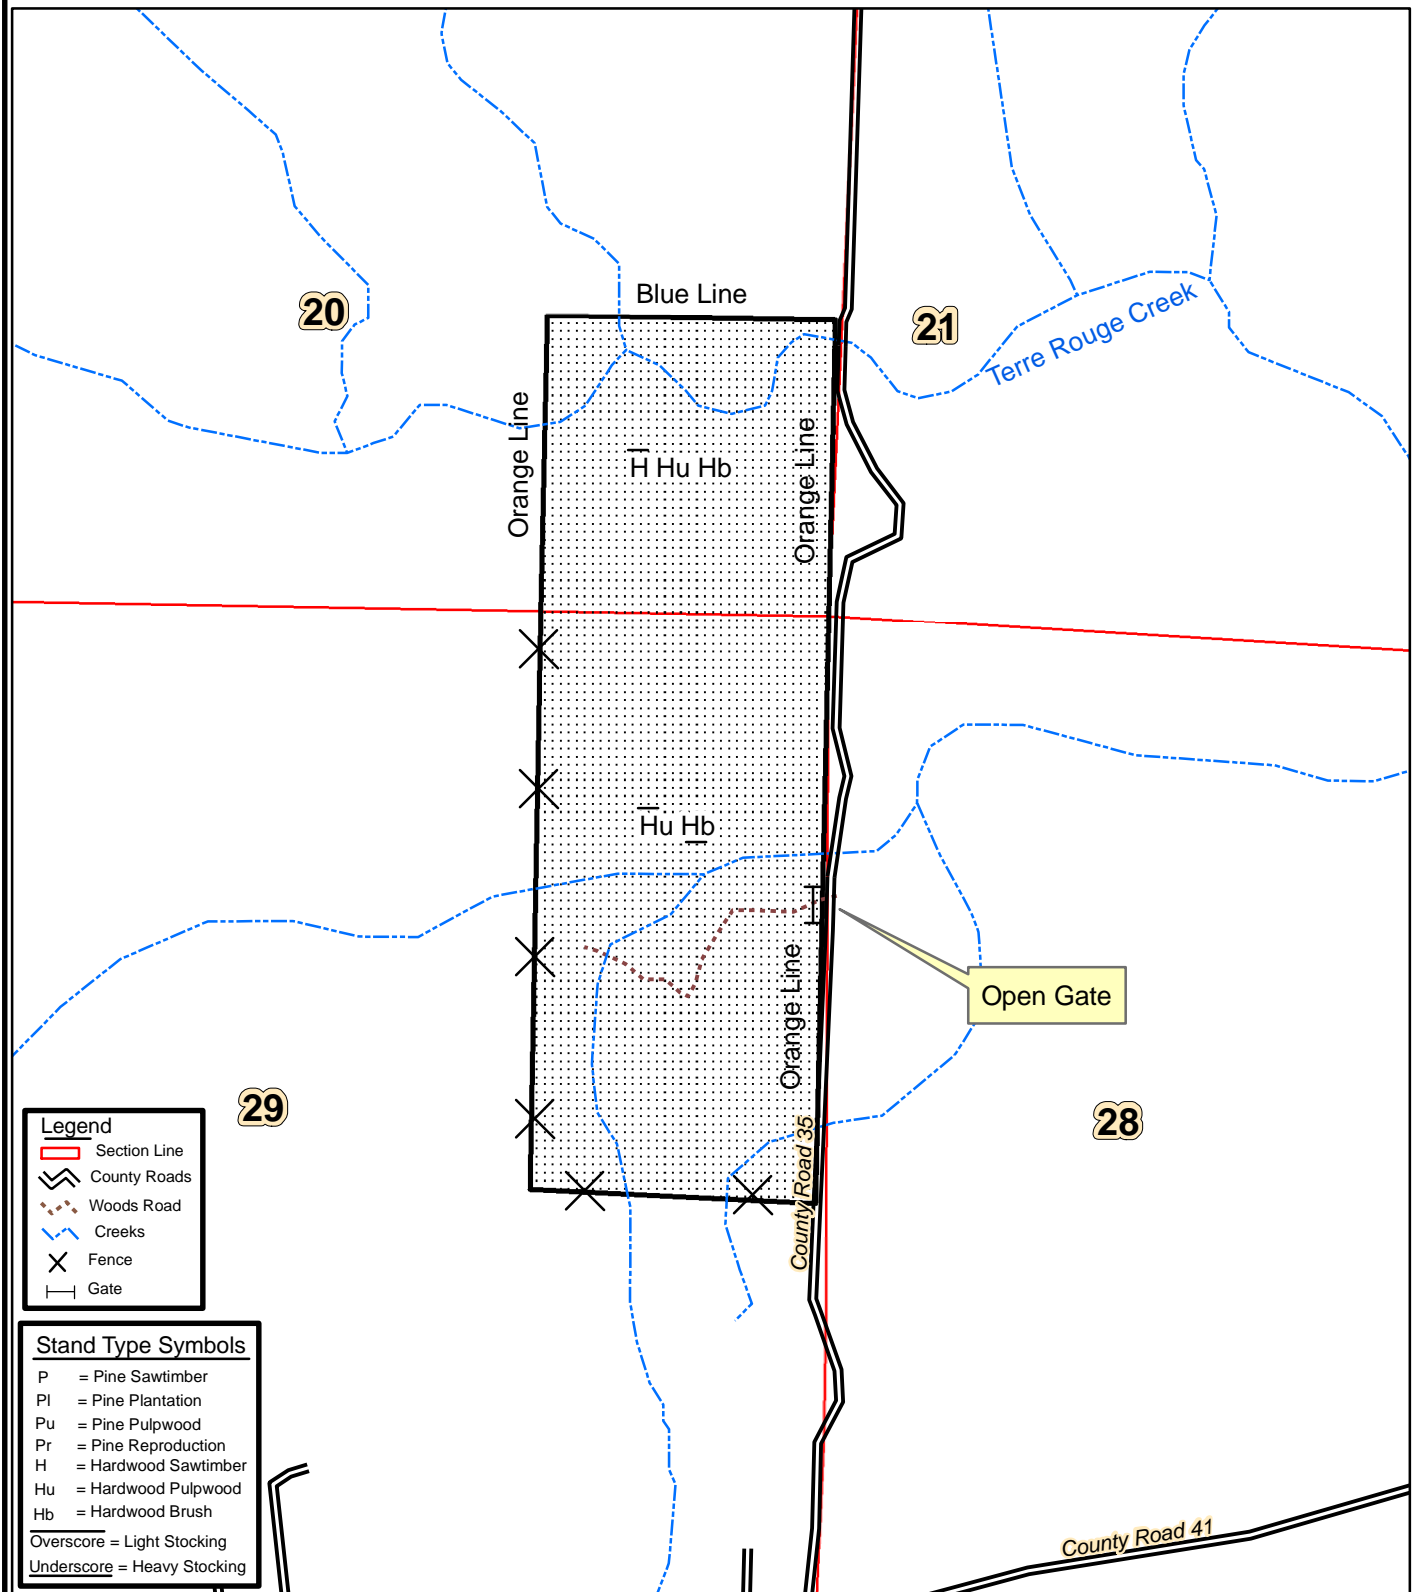 Blue Line
20
21
Terre Rouge Creek
Orange Line
Orange Line
H Hu Hb
Hu Hb
Orange Line
Open Gate
29
28
County Road 35
County Road 41
Legend
Section Line
County Roads
Woods Road
Creeks
Fence
Gate
Stand Type Symbols
P = Pine Sawtimber
Pl = Pine Plantation
Pu = Pine Pulpwood
Pr = Pine Reproduction
H = Hardwood Sawtimber
Hu = Hardwood Pulpwood
Hb = Hardwood Brush
Overscore = Light Stocking
Underscore = Heavy Stocking